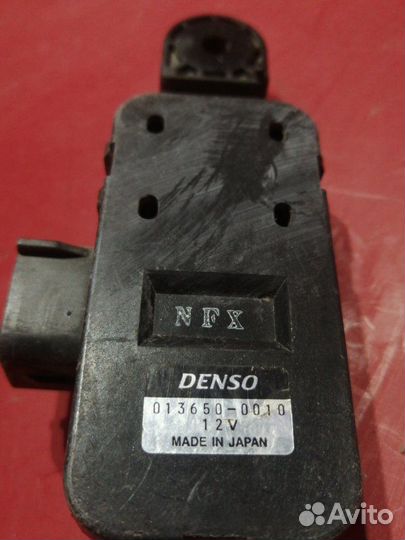 NFX
DENSO
013650-0010
12V
MADE IN JAPAN
Avito